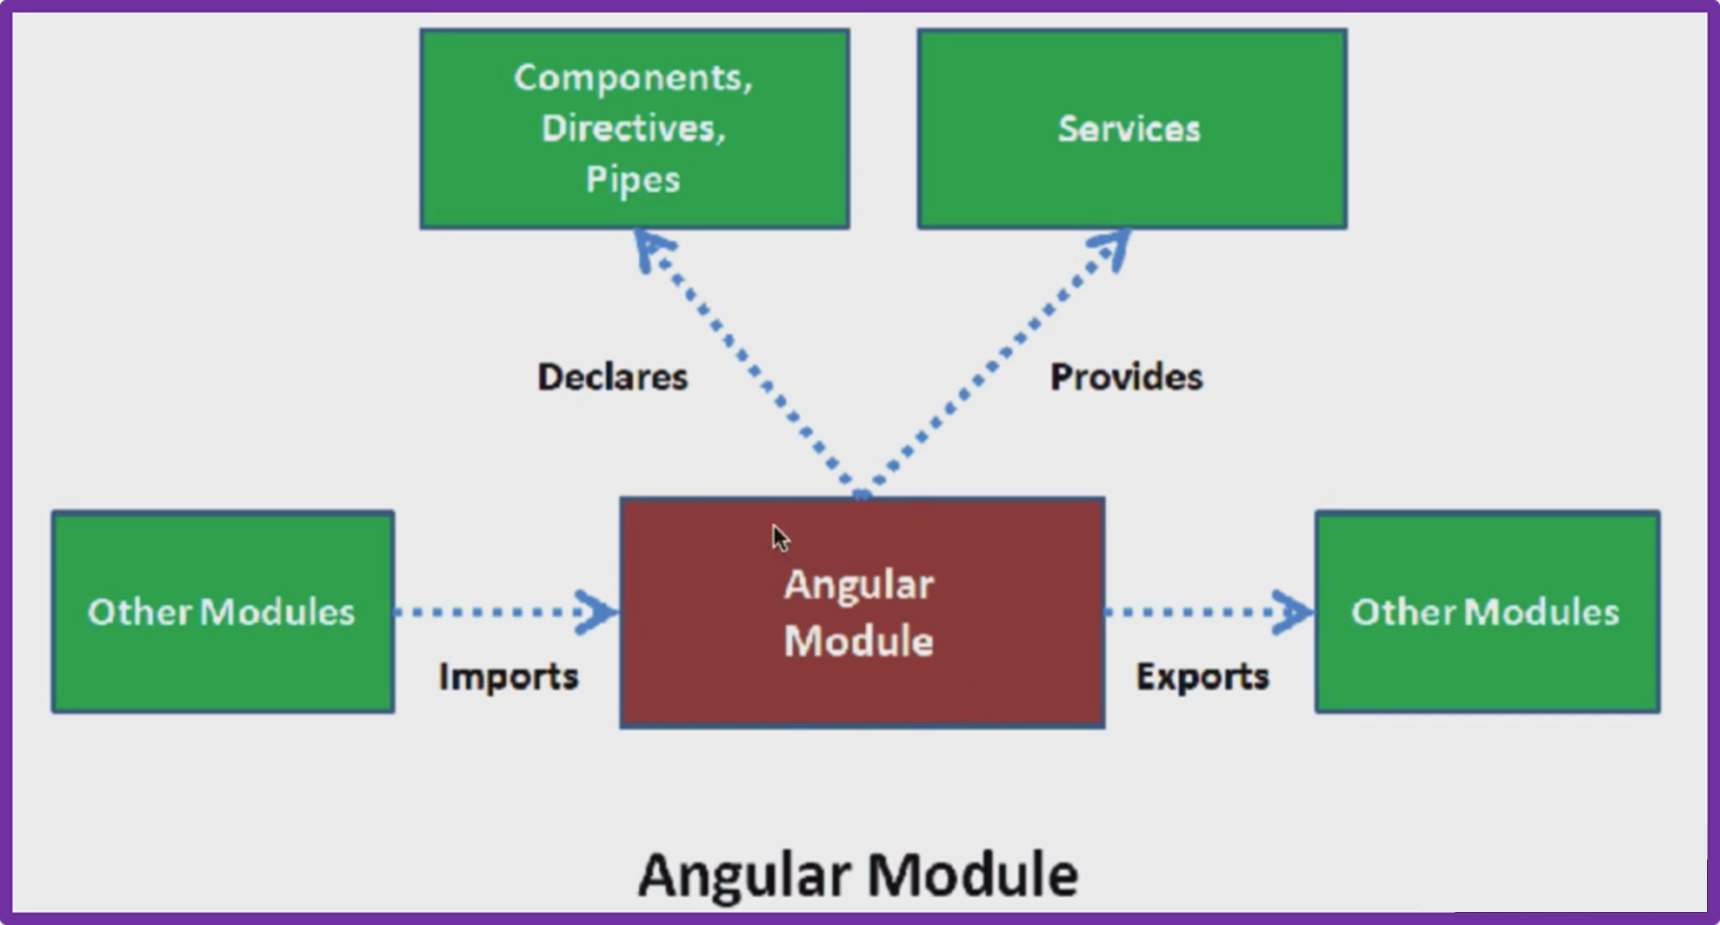 Components,
Directives,
Pipes
Services
Declares
Provides
Other Modules
Imports
Angular
Module
Exports
Other Modules
Angular Module